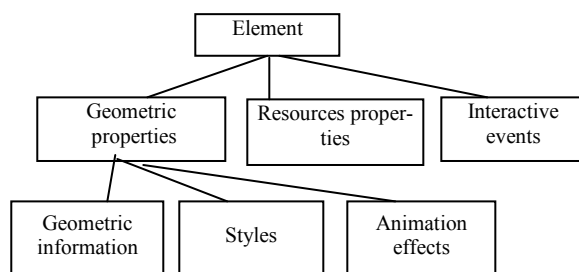 Element
Geometric
properties
Resources proper-
ties
Interactive
events
Geometric
information
Styles
Animation
effects